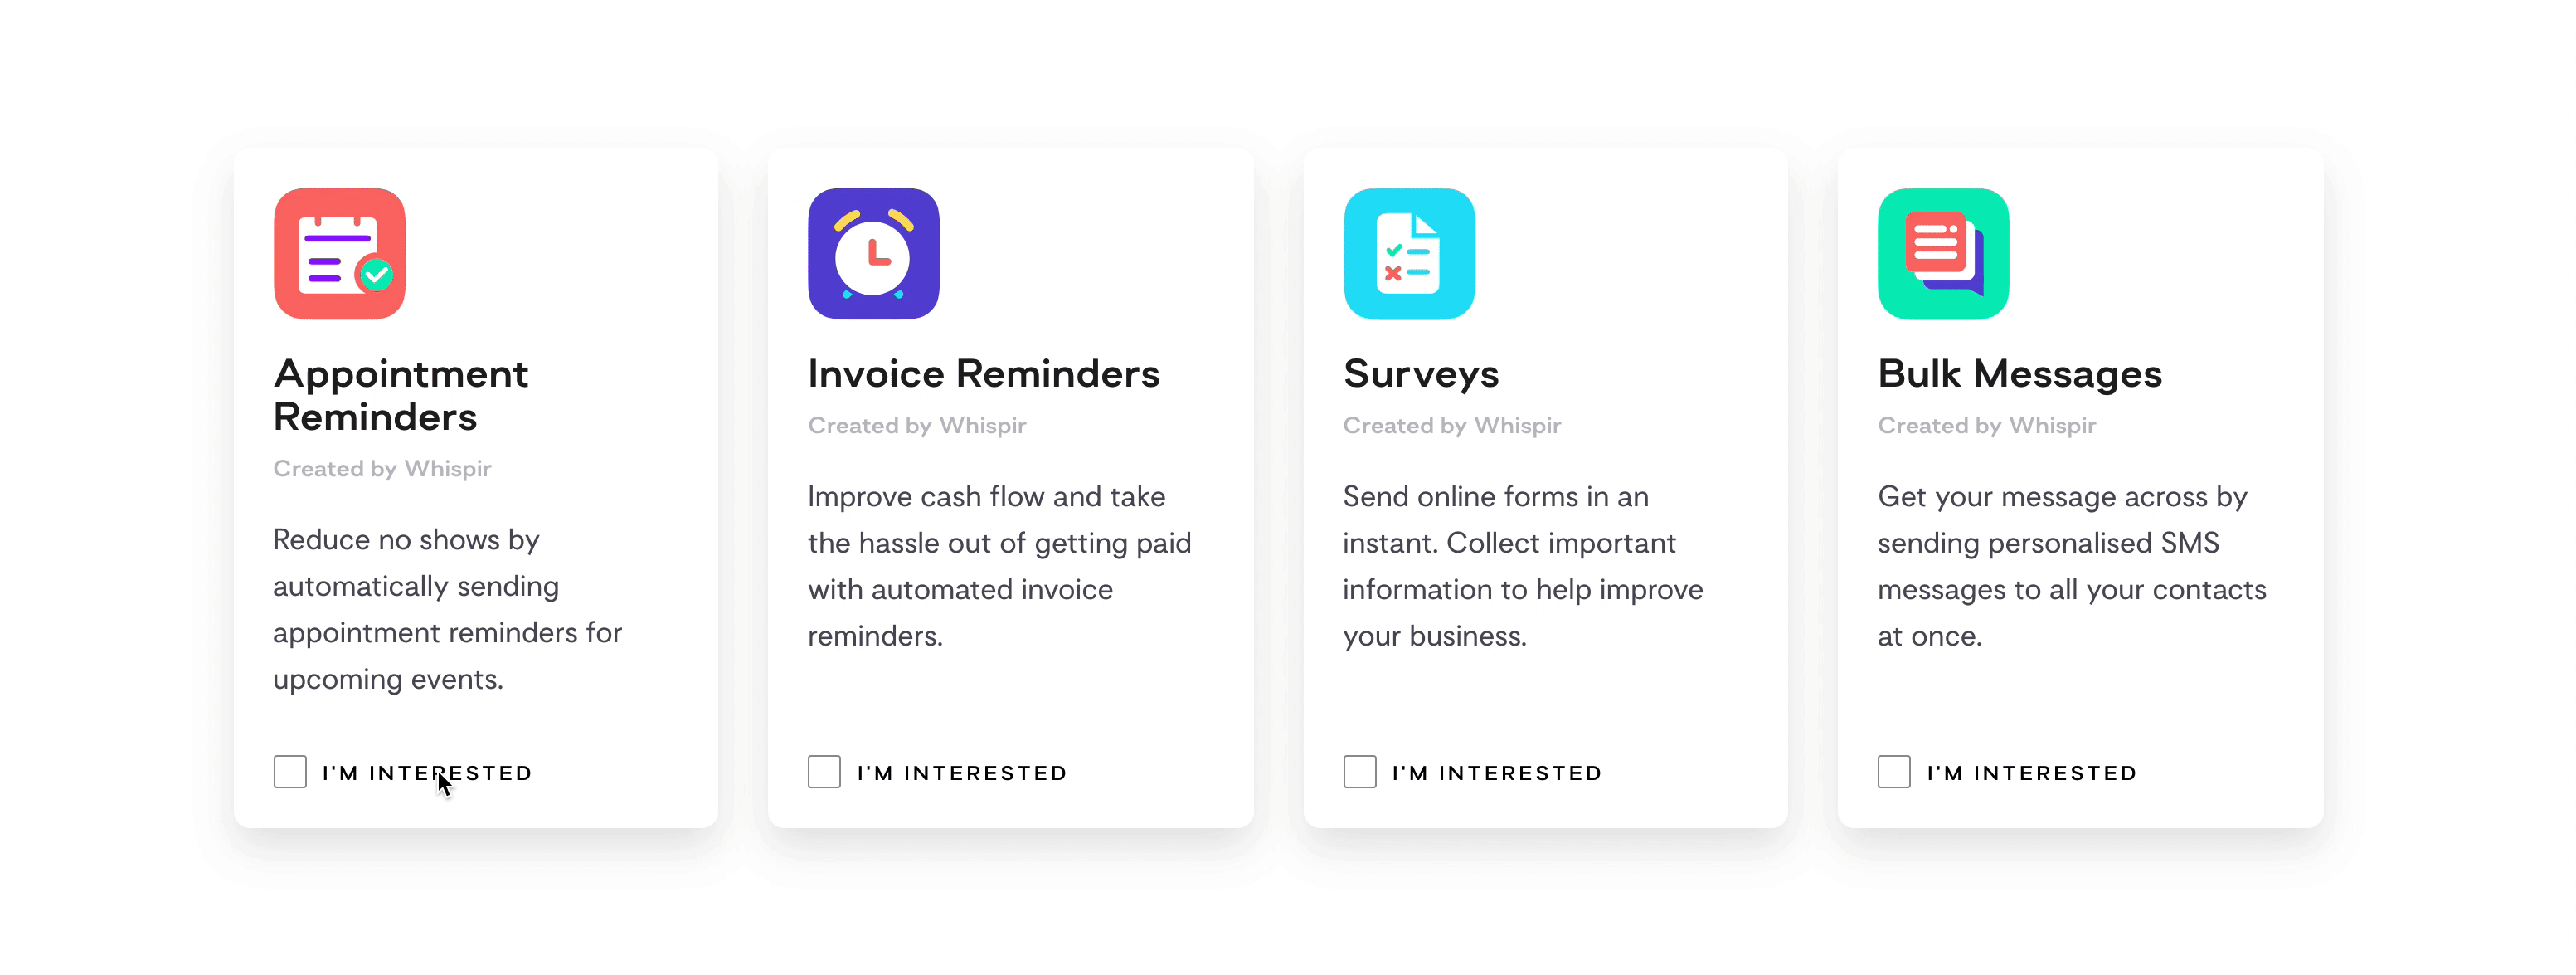 Appointment
Reminders
Created by Whispir
Reduce no shows by
automatically sending
appointment reminders for
upcoming events.
I'M INTERESTED
Invoice Reminders
Created by Whispir
Improve cash flow and take
the hassle out of getting paid
with automated invoice
reminders.
I'M INTERESTED
Surveys
Created by Whispir
Send online forms in an
instant. Collect important
information to help improve
your business.
I'M INTERESTED
Bulk Messages
Created by Whispir
Get your message across by
sending personalised SMS
messages to all your contacts
at once.
I'M INTERESTED